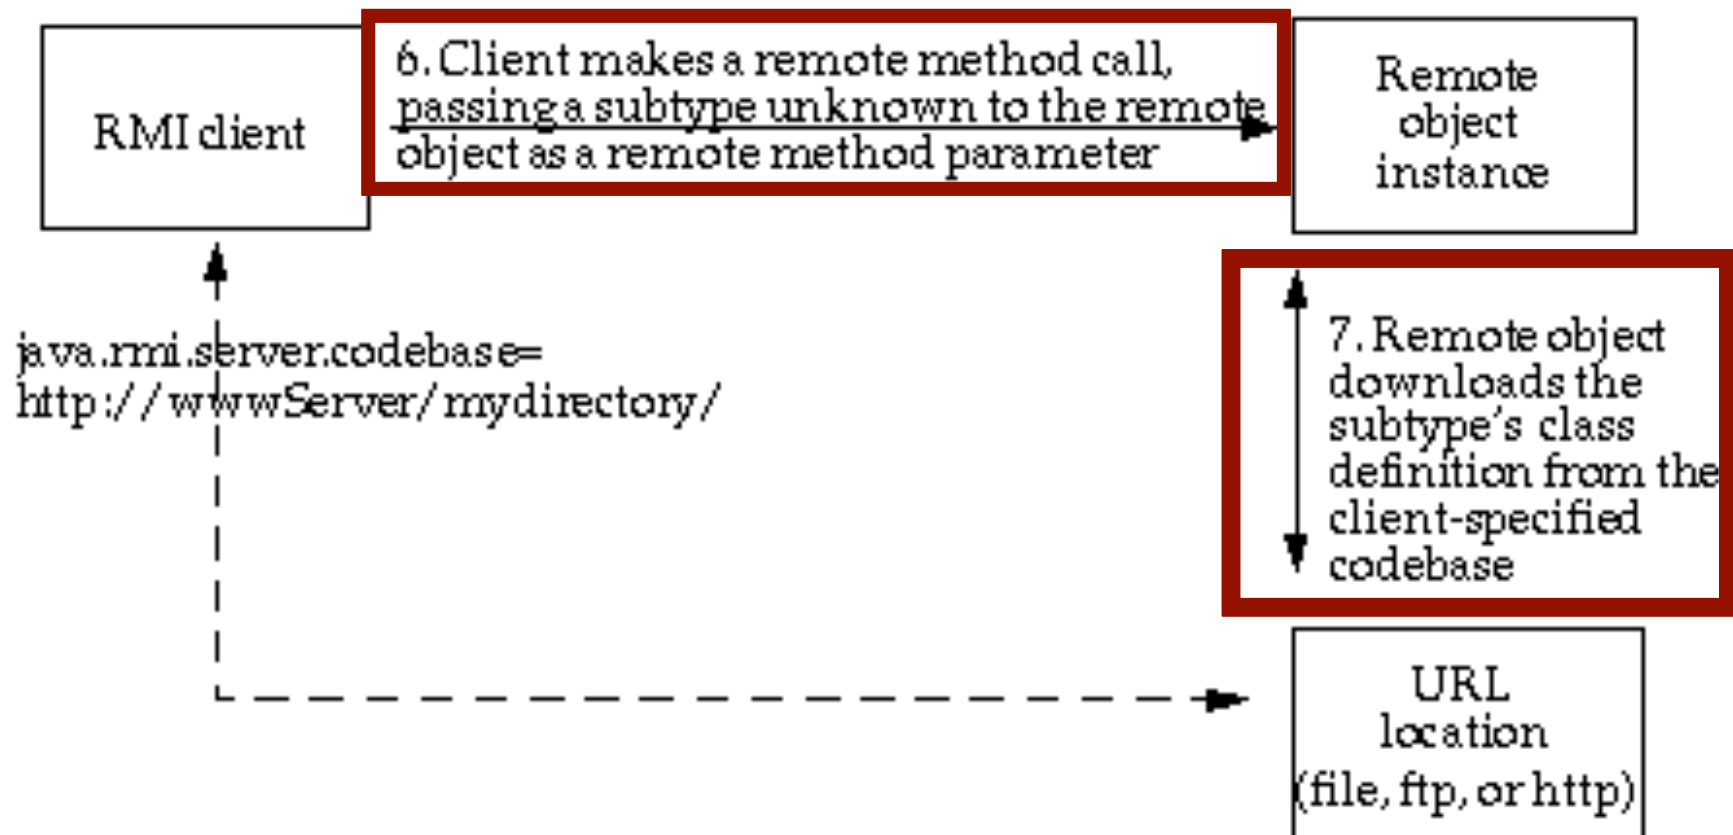 RMI client
6. Client makes a remote method call,
passing a subtype unknown to the remote
object as a remote method parameter
Remote
object
instance
java.rmi.server.codebase=
http://wwwServer/mydirectory/
7. Remote object
downloads the
subtype's class
definition from the
client-specified
codebase
URL
location
(file, ftp, or http)